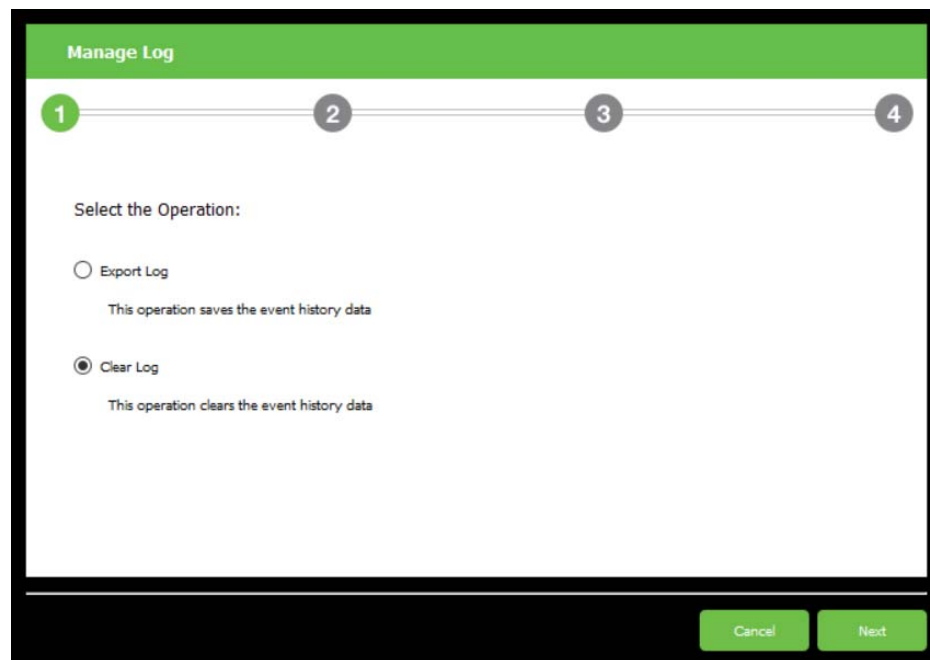 Manage Log
1 2 3 4
Select the Operation:
Export Log
This operation saves the event history data
Clear Log
This operation clears the event history data
Cancel Next